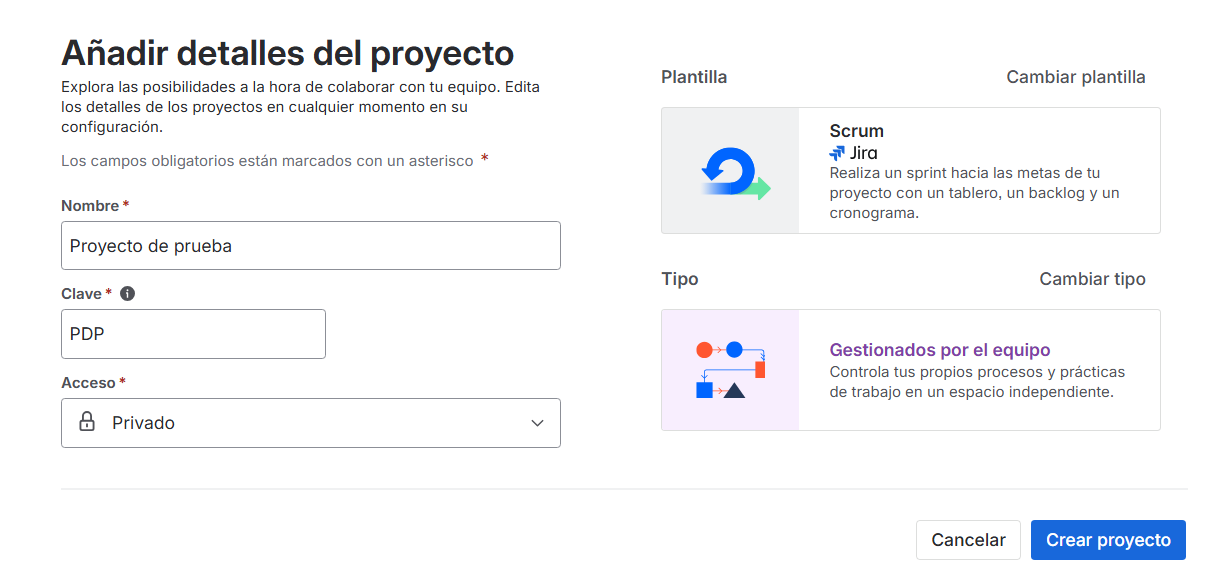 Añadir detalles del proyecto
Explora las posibilidades a la hora de colaborar con tu equipo. Edita
los detalles de los proyectos en cualquier momento en su
configuración.
Los campos obligatorios están marcados con un asterisco *
Nombre *
Proyecto de prueba
Clave *
PDP
Acceso *
Privado
Plantilla
Cambiar plantilla
Scrum
Jira
Realiza un sprint hacia las metas de tu
proyecto con un tablero, un backlog y un
cronograma.
Tipo
Cambiar tipo
Gestionados por el equipo
Controla tus propios procesos y prácticas
de trabajo en un espacio independiente.
Cancelar
Crear proyecto